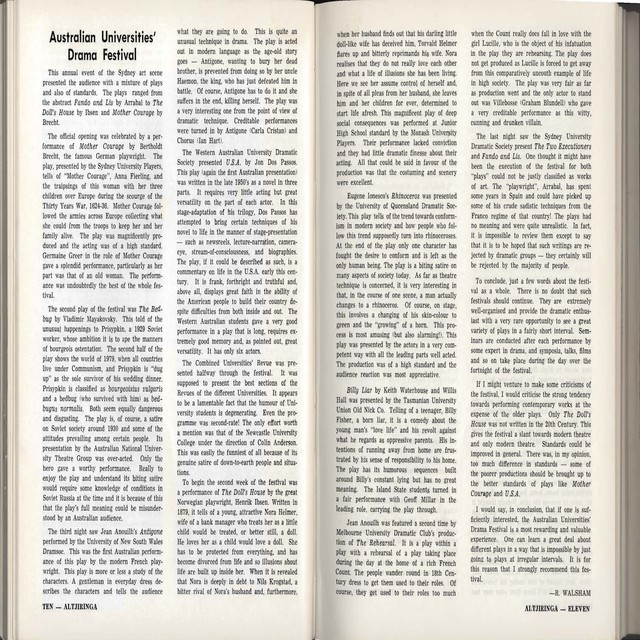 Australian Universities'
Drama Festival
This annual event of the Sydney art scene
presented the audience with a mixture of plays
and also of standards. The plays ranged from
the abstract Fando and Lis by Arrabal to The
Doll's House by Ibsen and Mother Courage by
Brecht.
The official opening was celebrated by a per-
formance of Mother Courage by Bertholdt
Brecht, the famous German playwright. The
play, presented by the Sydney University Players,
tells of "Mother Courage", Anna Fierling, and
the traipsings of this woman with her three
children over Europe during the scourge of the
Thirty Years War, 1624-36. Mother Courage fol-
lowed the armies across Europe collecting what
she could from the troops to keep her and her
family alive. The play was magnificently pro-
duced and the acting was of a high standard.
Germaine Greer in the role of Mother Courage
gave a splendid performance, particularly as her
part was that of an old woman. The perform-
ance was undoubtedly the best of the whole fes-
tival.
The second play of the festival was The Bed-
bug by Vladimir Mayakovsky. This told of the
unusual happenings to Prisypkin, a 1929 Soviet
worker, whose ambition it is to ape the manners
of bourgeois ostentation. The second half of the
play shows the world of 1979, when all countries
live under Communism, and Prisypkin is "dug
up" as the sole survivor of his wedding dinner.
Prisypkin is classified as bourgeoisius vulgaris
and a bedbug (who survived with him) as bed-
bugus normalis. Both seem equally disgusting
and disgusting. The play is, of course, a satire
on Soviet society around 1930 and some of the
attitudes prevailing among certain people. Its
presentation by the Australian National Univer-
sity Theatre Group was over-acted. Only the
hero gave a worthy performance. Really to
enjoy the play and understand its biting satire
would require some knowledge of conditions in
Soviet Russia at the time and it is because of this
that the play's full meaning could be misunder-
stood by an Australian audience.
The third night saw Jean Anouilh's Antigone
performed by the University of New South Wales
Dramsoc. This was the first Australian perform-
ance of this play by the modern French play-
wright. This play is more or less a study of the
characters. A gentleman in everyday dress des-
cribes the characters and tells the audience
TEN — ALTJIRINGA
what they are going to do. This is quite an
unusual technique in drama. The play is acted
out in modern language as the age-old story
goes — Antigone, wanting to bury her dead
brother, is prevented from doing so by her uncle
Haemon, the king, who has just defeated him in
battle. Of course, Antigone has to do it and she
suffers in the end, killing herself. The play was
a very interesting one from the point of view of
dramatic technique. Creditable performances
were turned in by Antigone (Carla Cristan) and
Chorus (Ian Hart).
The Western Australian University Dramatic
Society presented U.S.A. by Jon Dos Passos.
This play (again the first Australian presentation)
was written in the late 1950's as a novel in three
parts. It requires very little acting but great
versatility on the part of each actor. In this
stage-adaptation of his trilogy, Dos Passos has
attempted to bring certain techniques of his
novel to life in the manner of stage-presentation
— such as newsreels, lecture-narration, camera-
eye, stream-of-consciousness, and biographies.
The play, if it could be described as such, is a
commentary on life in the U.S.A. early this cen-
tury. It is frank, forthright and truthful and,
above all, displays great faith in the ability of
the American people to build their country de-
spite difficulties from both inside and out. The
Western Australian students gave a very good
performance in a play that is long, requires ex-
tremely good memory and, as pointed out, great
versatility. It has only six actors.
The Combined Universities' Revue was pre-
sented halfway through the festival. It was
supposed to present the best sections of the
Revues of the different Universities. It appears
to be a lamentable fact that the humour of Uni-
versity students is degenerating. Even the pro-
gramme was second-rate! The only effort worth
a mention was that of the Newcastle University
College under the direction of Colin Anderson.
This was easily the funniest of all because of its
genuine satire of down-to-earth people and situa-
tions.
To begin the second week of the festival was
a performance of The Doll's House by the great
Norwegian playwright, Henrik Ibsen. Written in
1879, it tells of a young, attractive Nora Helmer,
wife of a bank manager who treats her as a little
child would be treated, or better still, a doll.
He loves her as a child would love a doll. She
has to be protected from everything, and has
become divorced from life and so illusions about
life are built up inside her. When it is revealed
that Nora is deeply in debt to Nils Krogstad, a
bitter rival of Nora's husband and, furthermore,
when her husband finds out that his darling little
doll-like wife has deceived him, Torvald Helmer
flares up and bitterly reprimands his wife. Nora
realises that they do not really love each other
and what a life of illusions she has been living.
Here we see her assume control of herself and,
in spite of all pleas from her husband, she leaves
him and her children for ever, determined to
start life afresh. This magnificent play of deep
social consequences was performed at Junior
High School standard by the Monash University
Players. Their performance lacked conviction
and they had little dramatic finesse about their
acting. All that could be said in favour of the
production was that the costuming and scenery
were excellent.
Eugene Ionesco's Rhinoceros was presented
by the University of Queensland Dramatic So-
ciety. This play tells of the trend towards conform-
ism in modern society and how people who fol-
low this trend supposedly turn into rhinoceroses.
At the end of the play only one character has
fought the desire to conform and is left as the
only human being. The play is a biting satire on
many aspects of society today. As far as theatre
technique is concerned, it is very interesting in
that, in the course of one scene, a man actually
changes to a rhinoceros. Of course, on stage,
this involves a changing of his skin-colour to
green and the "growing" of a horn. This pro-
cess is most amusing (but also alarming!). This
play was presented by the actors in a very com-
petent way with all the leading parts well acted.
The production was of a high standard and the
audience reaction was most appreciative.
Billy Liar by Keith Waterhouse and Willis
Hall was presented by the Tasmanian University
Union Old Nick Co. Telling of a teenager, Billy
Fisher, a born liar, it is a comedy about the
young man's "love life" and his revolt against
what he regards as oppressive parents. His in-
tentions of running away from home are frus-
trated by his sense of responsibility to his home.
The play has its humorous sequences built
around Billy's constant lying but has no great
meaning. The Island State students turned in
a fair performance with Geof Millar in the
leading role, carrying the play through.
Jean Anouilh was featured a second time by
Melbourne University Dramatic Club's produc-
tion of The Rehearsal. It is a play within a
play with a rehearsal of a play taking place
during the day at the home of a rich French
Count. The people wander round in 18th Cen-
tury dress to get them used to their roles. Of
course, they get used to their roles too much
when the Count really does fall in love with the
girl Lucille, who is the object of his infatuation
in the play they are rehearsing. The play does
not get produced as Lucille is forced to get away
from this comparatively uncouth example of life
in high society. The play was very fair as far
as production went and the only actor to stand
out was Villebosse (Graham Blundell) who gave
a very creditable performance as this witty,
cunning and drunken villain.
The last night saw the Sydney University
Dramatic Society present The Two Executioners
and Fando and Lis. One thought it might have
been the execution of the festival for both
"plays" could not be justly classified as works
of art. The "playwright", Arrabal, has spent
some years in Spain and could have picked up
some of his crude sadistic techniques from the
Franco regime of that country! The plays had
no meaning and were quite unrealistic. In fact,
it is impossible to review them except to say
that it is to be hoped that such writings are re-
jected by dramatic groups — they certainly will
be rejected by the majority of people.
To conclude, just a few words about the festi-
val as a whole. There is no doubt that such
festivals should continue. They are extremely
well-organised and provide the dramatic enthus-
iast with a very rare opportunity to see a great
variety of plays in a fairly short interval. Sem-
inars are conducted after each performance by
some expert in drama, and symposia, talks, films
and so on take place during the day over the
fortnight of the festival.
If I might venture to make some criticisms of
the festival, I would criticise the strong tendency
towards performing contemporary works at the
expense of the older plays. Only The Doll's
House was not written in the 20th Century. This
gives the festival a slant towards modern theatre
and only modern theatre. Standards could be
improved in general. There was, in my opinion,
too much difference in standards — some of
the poorer productions should be brought up to
the better standards of plays like Mother
Courage and U.S.A.
I would say, in conclusion, that if one is suf-
ficiently interested, the Australian Universities'
Drama Festival is a most rewarding and valuable
experience. One can learn a great deal about
different plays in a way that is impossible by just
going to plays at irregular intervals. It is for
this reason that I strongly recommend this fes-
tival.
—R. WALSHAM
ALTJIRINGA — ELEVEN